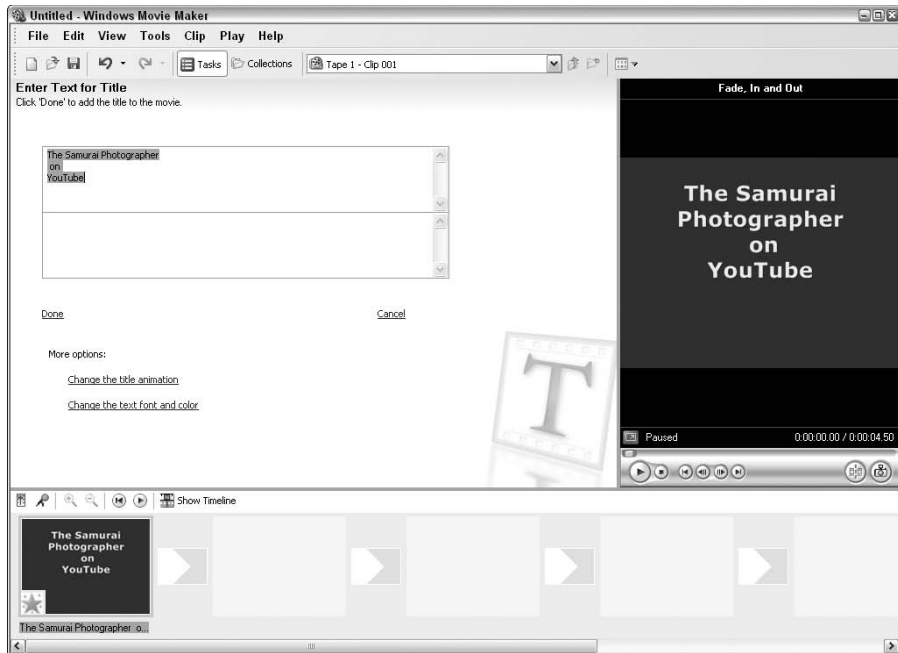 Untitled - Windows Movie Maker
File Edit View Tools Clip Play Help
Tasks Collections Tape 1 - Clip 001
Enter Text for Title
Click 'Done' to add the title to the movie.
The Samurai Photographer
on
YouTube
Done Cancel
More options:
Change the title animation
Change the text font and color
T
Fade, In and Out
The Samurai
Photographer
on
YouTube
Paused 0:00:00.00 / 0:00:04.50
Show Timeline
The Samurai
Photographer
on
YouTube
The Samurai Photographer o...